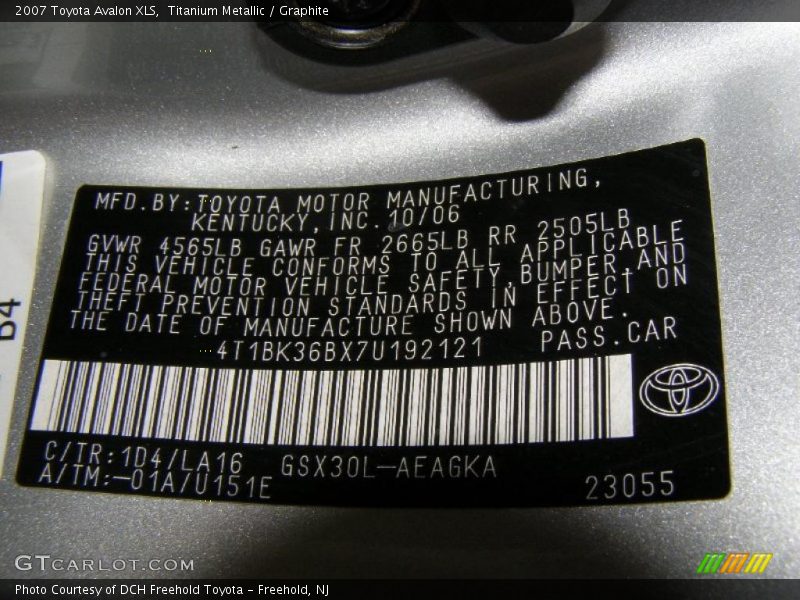 2007 Toyota Avalon XLS,  Titanium Metallic / Graphite
B4
MFD.BY:TOYOTA MOTOR MANUFACTURING,
KENTUCKY,INC.10/06
GVWR 4565LB GAWR FR 2665LB RR 2505LB
THIS VEHICLE CONFORMS TO ALL APPLICABLE
FEDERAL MOTOR VEHICLE SAFETY,BUMPER,AND
THEFT PREVENTION STANDARDS IN EFFECT ON
THE DATE OF MANUFACTURE SHOWN ABOVE.
4T1BK36BX7U192121 PASS.CAR
C/TR:1D4/LA16 GSX30L-AEAGKA
A/TM:-01A/U151E 23055
GTCARLOT.COM
Photo Courtesy of DCH Freehold Toyota - Freehold, NJ